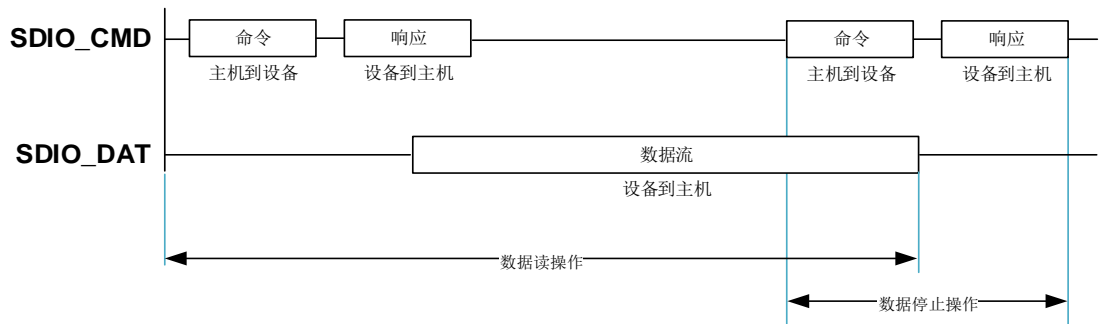 SDIO_CMD
命令
响应
命令
响应
主机到设备
设备到主机
主机到设备
设备到主机
SDIO_DAT
数据流
设备到主机
数据读操作
数据停止操作